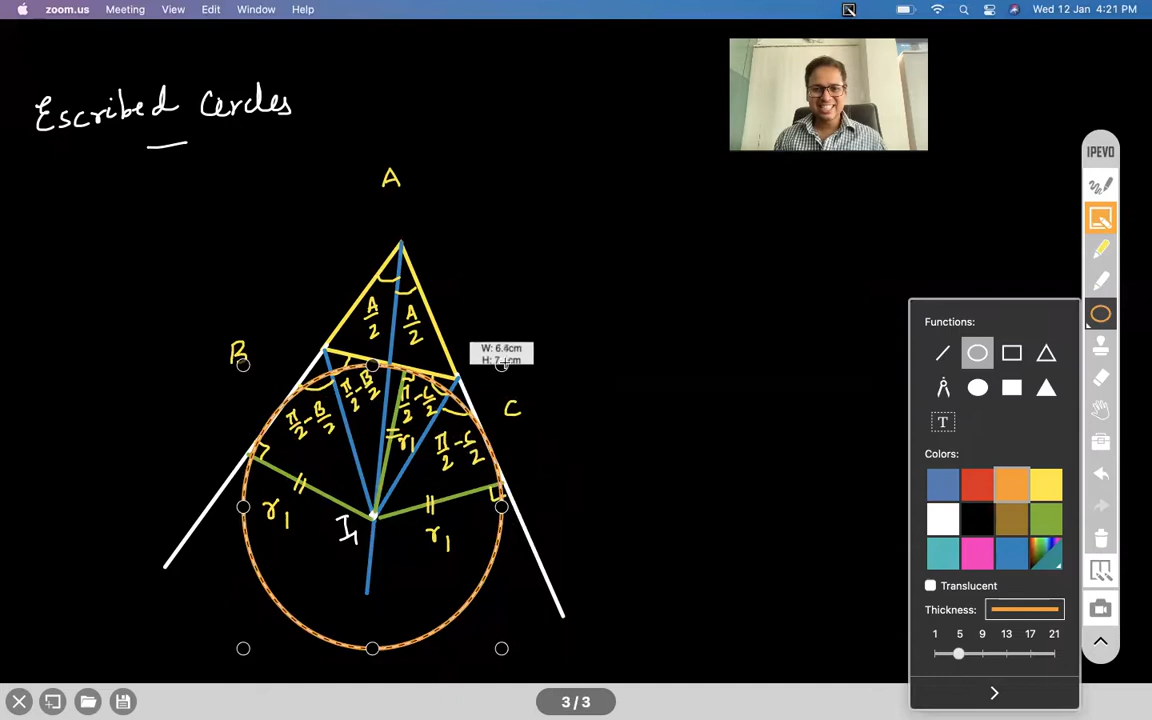 zoom.us Meeting View Edit Window Help Wed 12 Jan 4:21 PM
Escribed Circles
IPEVO
A
Functions:
A/2 A/2
B
W: 6.4cm
π/2-B/2 π/2-B/2 π/2-C/2 C
T
r1
π/2-C/2
Colors:
r1 I1 r1
Translucent
Thickness:
1 5 9 13 17 21
3 / 3